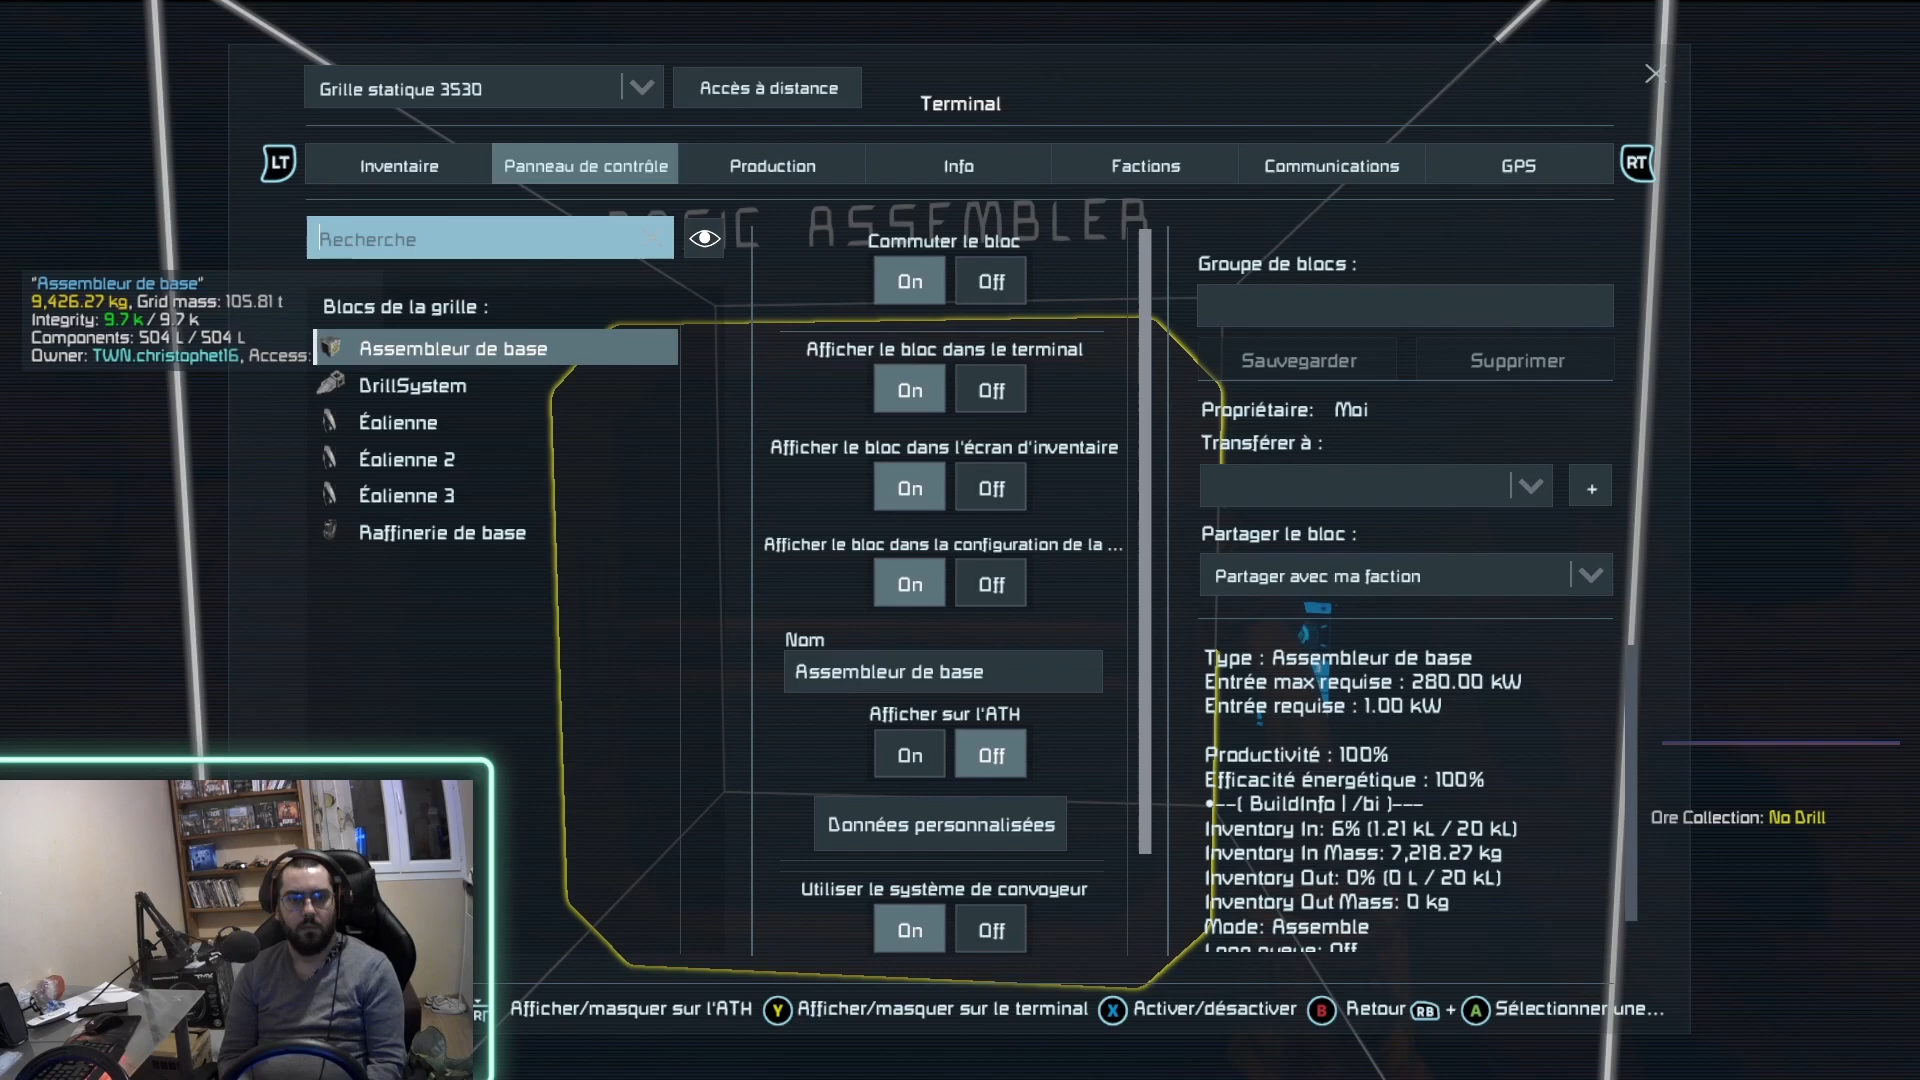 Grille statique 3530
Accès à distance
Terminal
LT
Inventaire
Panneau de contrôle
Production
Info
Factions
Communications
GPS
RT
Recherche
ASSEMBLER
"Assembleur de base"
9,426.27 kg, Grid mass: 105.81 t
Integrity: 9.7 k / 9.7 k
Components: 504 L / 504 L
Owner: TWN.christophet16, Access:
Blocs de la grille :
Assembleur de base
DrillSystem
Éolienne
Éolienne 2
Éolienne 3
Raffinerie de base
Commuter le bloc
On Off
Afficher le bloc dans le terminal
On Off
Afficher le bloc dans l'écran d'inventaire
On Off
Afficher le bloc dans la configuration de la ...
On Off
Nom
Assembleur de base
Afficher sur l'ATH
On Off
Données personnalisées
Utiliser le système de convoyeur
On Off
Groupe de blocs :
Sauvegarder
Supprimer
Propriétaire: Moi
Transférer à :
+
Partager le bloc :
Partager avec ma faction
Type : Assembleur de base
Entrée max requise : 280.00 kW
Entrée requise : 1.00 kW
Productivité : 100%
Efficacité énergétique : 100%
•--( BuildInfo | /bi )---
Inventory In: 6% (1.21 kL / 20 kL)
Inventory In Mass: 7,218.27 kg
Inventory Out: 0% (0 L / 20 kL)
Inventory Out Mass: 0 kg
Mode: Assemble
Loop queue: Off
Ore Collection: No Drill
Afficher/masquer sur l'ATH Y Afficher/masquer sur le terminal X Activer/désactiver B Retour RB + A Sélectionner une...